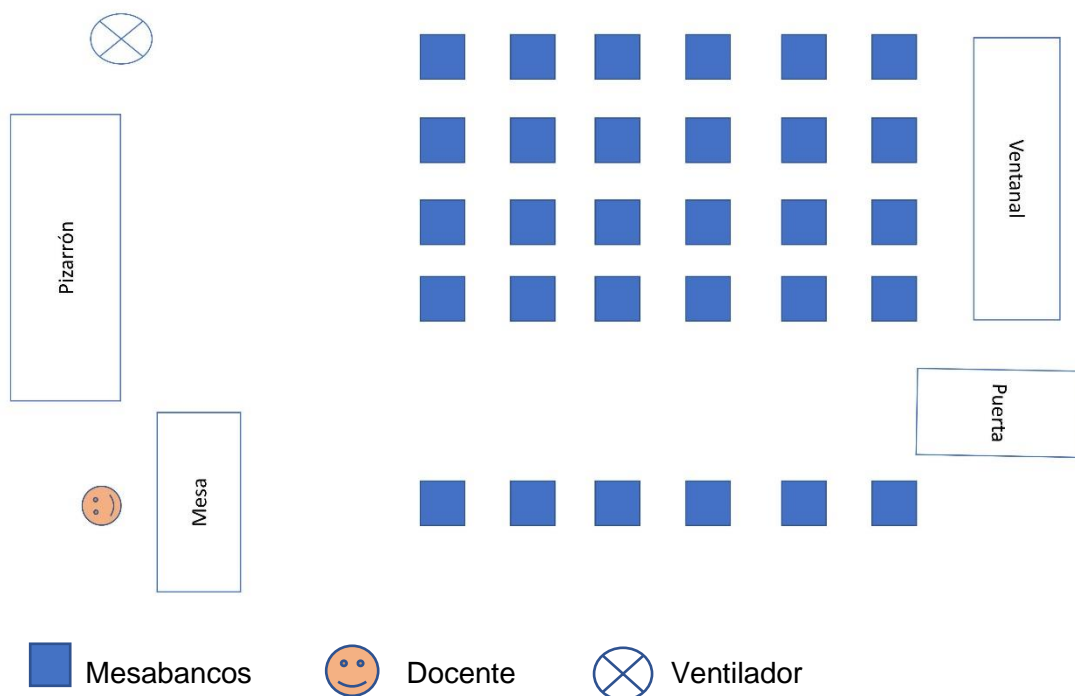 Pizarrón
Ventanal
Puerta
Mesa
Mesabancos
Docente
Ventilador